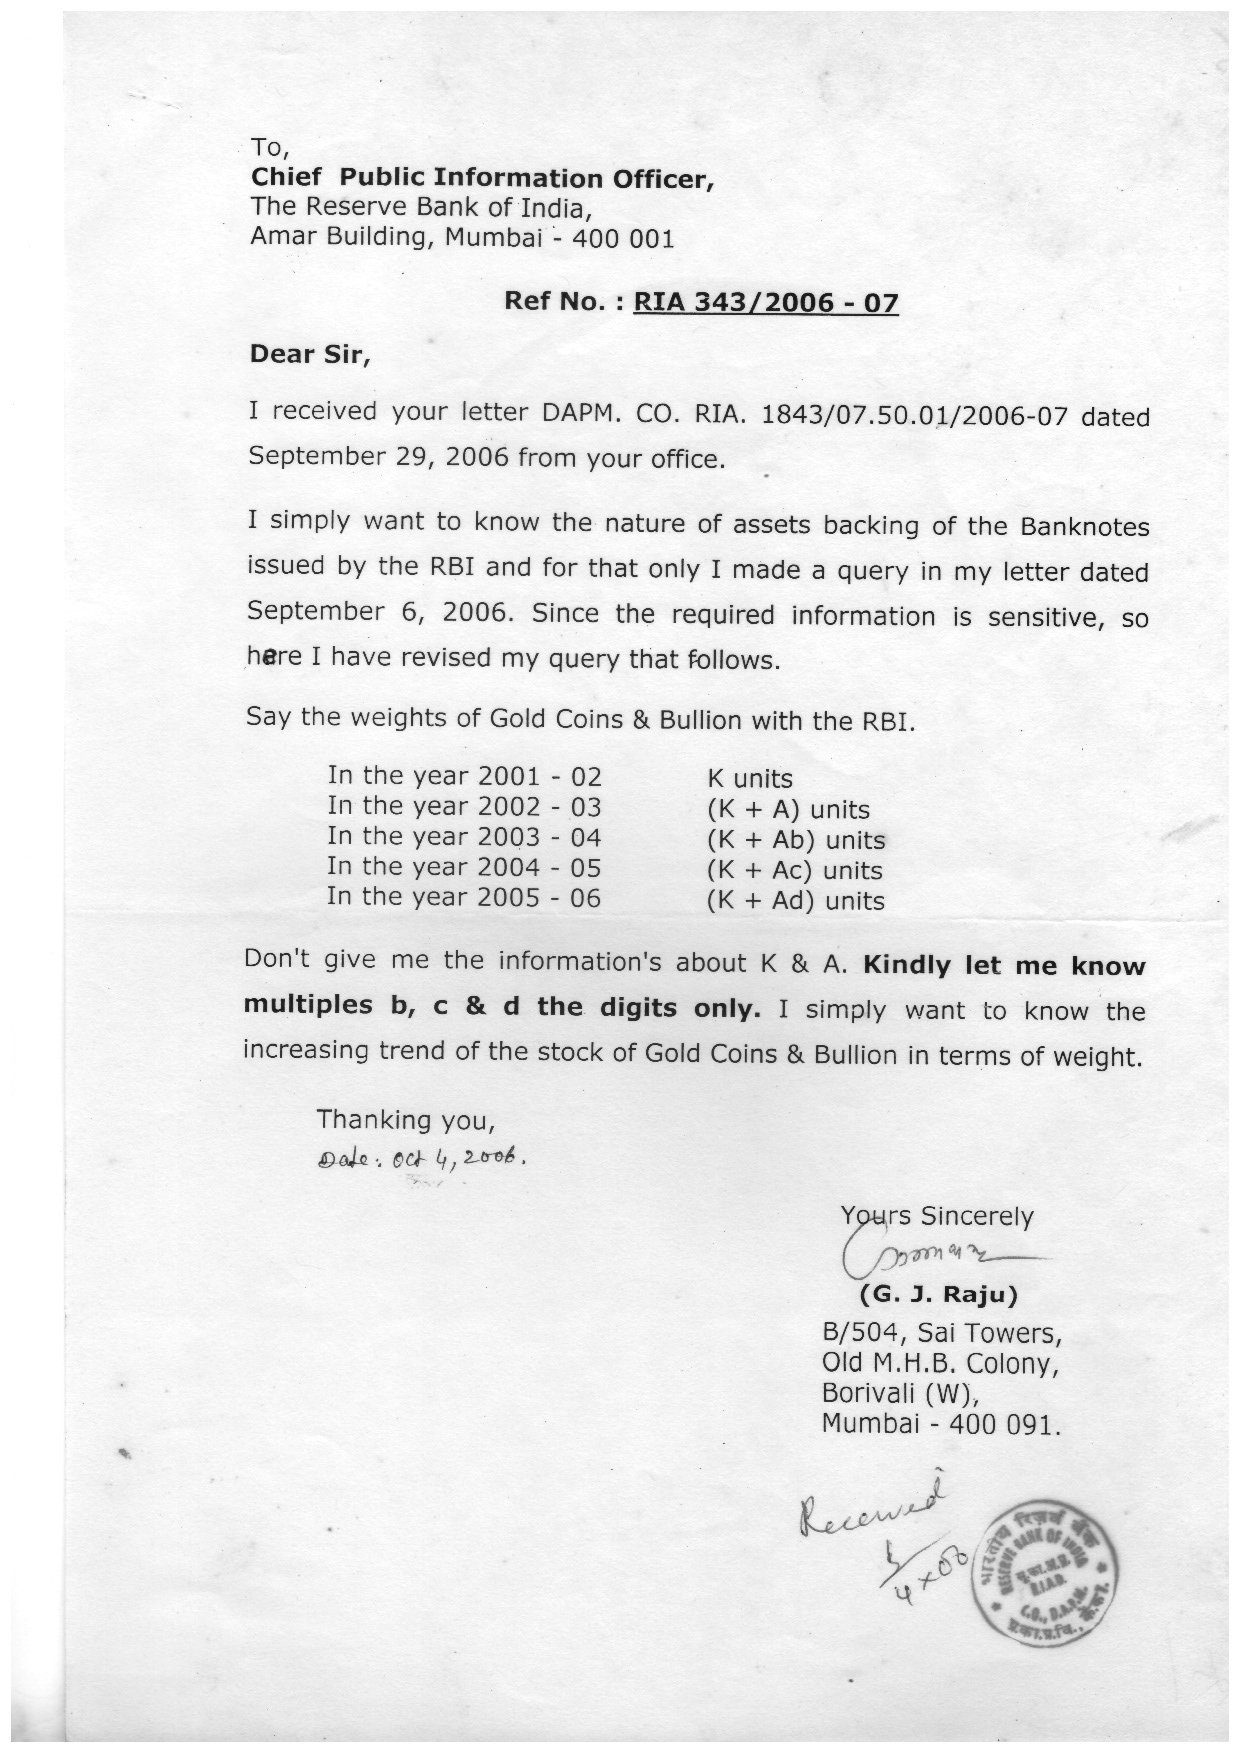 To,
Chief Public Information Officer,
The Reserve Bank of India,
Amar Building, Mumbai - 400 001
Ref No. : RIA 343/2006 - 07
Dear Sir,
I received your letter DAPM. CO. RIA. 1843/07.50.01/2006-07 dated
September 29, 2006 from your office.
I simply want to know the nature of assets backing of the Banknotes
issued by the RBI and for that only I made a query in my letter dated
September 6, 2006. Since the required information is sensitive, so
here I have revised my query that follows.
Say the weights of Gold Coins & Bullion with the RBI.
In the year 2001 - 02 K units
In the year 2002 - 03 (K + A) units
In the year 2003 - 04 (K + Ab) units
In the year 2004 - 05 (K + Ac) units
In the year 2005 - 06 (K + Ad) units
Don't give me the information's about K & A. Kindly let me know
multiples b, c & d the digits only. I simply want to know the
increasing trend of the stock of Gold Coins & Bullion in terms of weight.
Thanking you,
Date: Oct 4, 2006.
Yours Sincerely
(G. J. Raju)
B/504, Sai Towers,
Old M.H.B. Colony,
Borivali (W),
Mumbai - 400 091.
Received
भारतीय रिज़र्व बैंक
RESERVE BANK OF INDIA